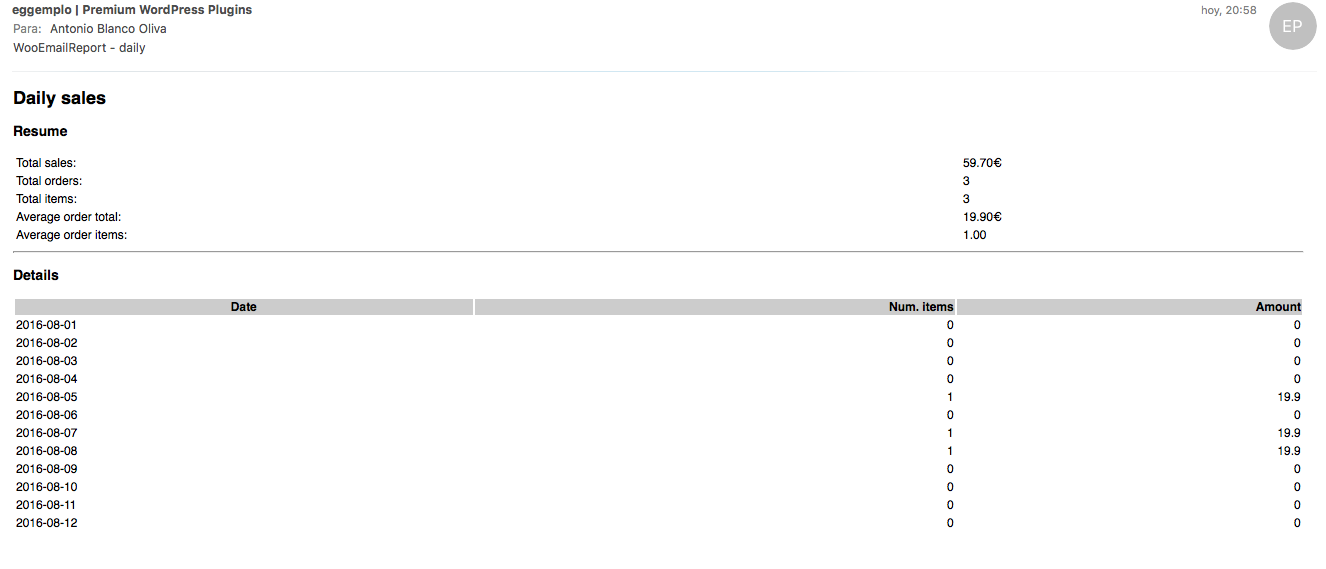 eggemplo | Premium WordPress Plugins hoy, 20:58 EP
Para: Antonio Blanco Oliva
WooEmailReport - daily
Daily sales
Resume
Total sales: 59.70€
Total orders: 3
Total items: 3
Average order total: 19.90€
Average order items: 1.00
Details
Date Num. items Amount
2016-08-01 0 0
2016-08-02 0 0
2016-08-03 0 0
2016-08-04 0 0
2016-08-05 1 19.9
2016-08-06 0 0
2016-08-07 1 19.9
2016-08-08 1 19.9
2016-08-09 0 0
2016-08-10 0 0
2016-08-11 0 0
2016-08-12 0 0